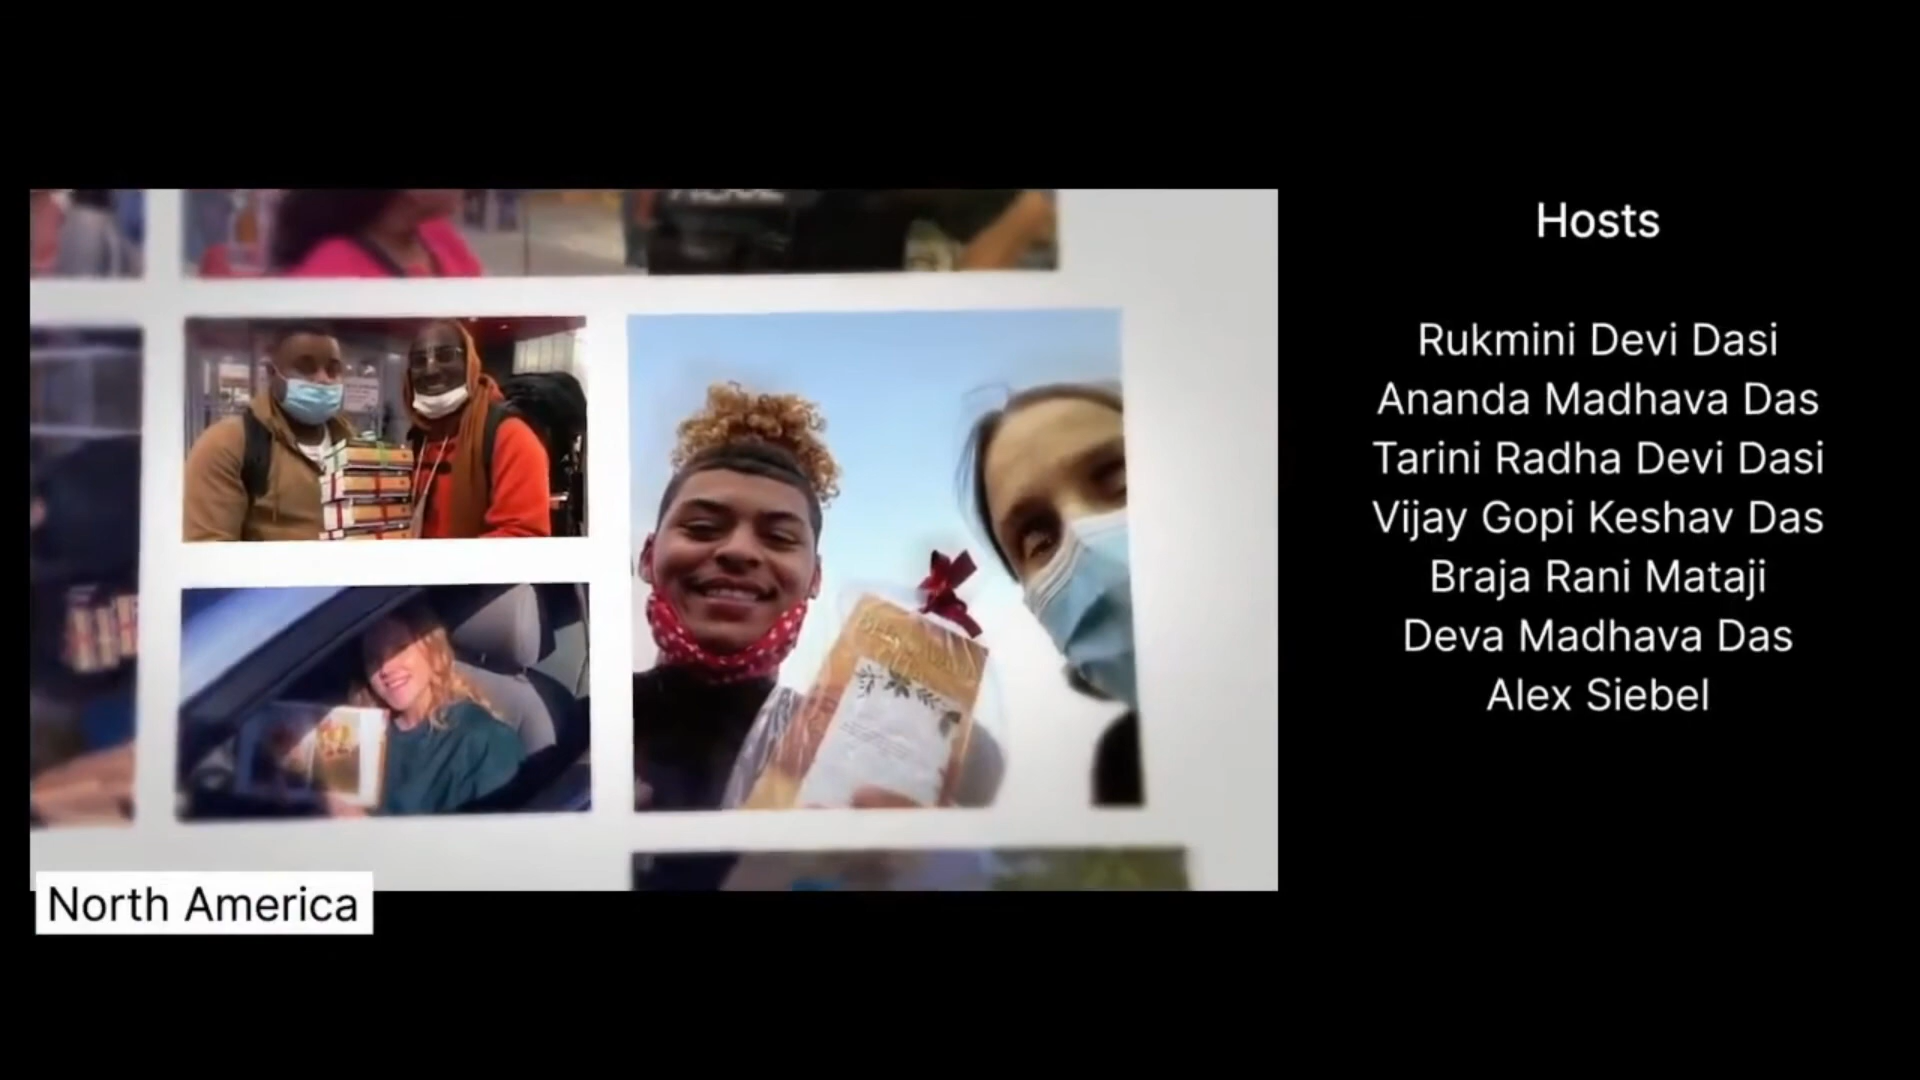 Hosts
Rukmini Devi Dasi
Ananda Madhava Das
Tarini Radha Devi Dasi
Vijay Gopi Keshav Das
Braja Rani Mataji
Deva Madhava Das
Alex Siebel
North America